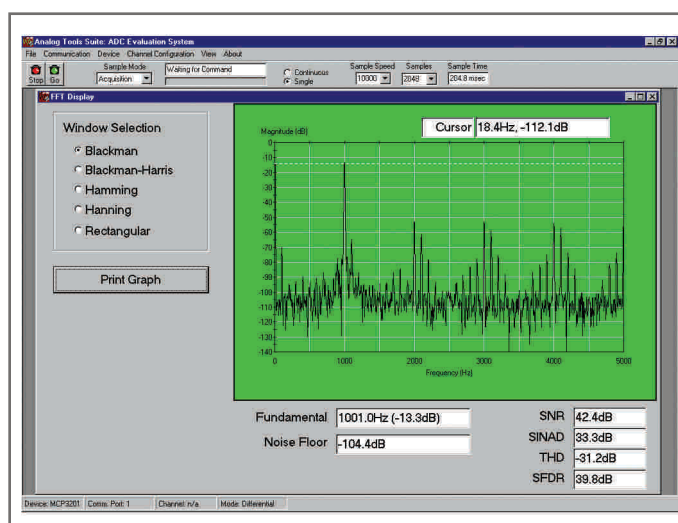 Analog Tools Suite: ADC Evaluation System
File Communication Device Channel Configuration View About
Stop Go
Sample Mode
Acquisition
Waiting for Command
Continuous
Single
Sample Speed
10000
Samples
2048
Sample Time
204.8 msec
FFT Display
Window Selection
Blackman
Blackman-Harris
Hamming
Hanning
Rectangular
Print Graph
Magnitude (dB)
Cursor 18.4Hz, -112.1dB
0
-10
-20
-30
-40
-50
-60
-70
-80
-90
-100
-110
-120
-130
-140
0 1000 2000 3000 4000 5000
Frequency (Hz)
Fundamental 1001.0Hz (-13.3dB)
Noise Floor -104.4dB
SNR 42.4dB
SINAD 33.3dB
THD -31.2dB
SFDR 39.8dB
Device: MCP3201 Comm. Port: 1 Channel: n/a Mode: Differential